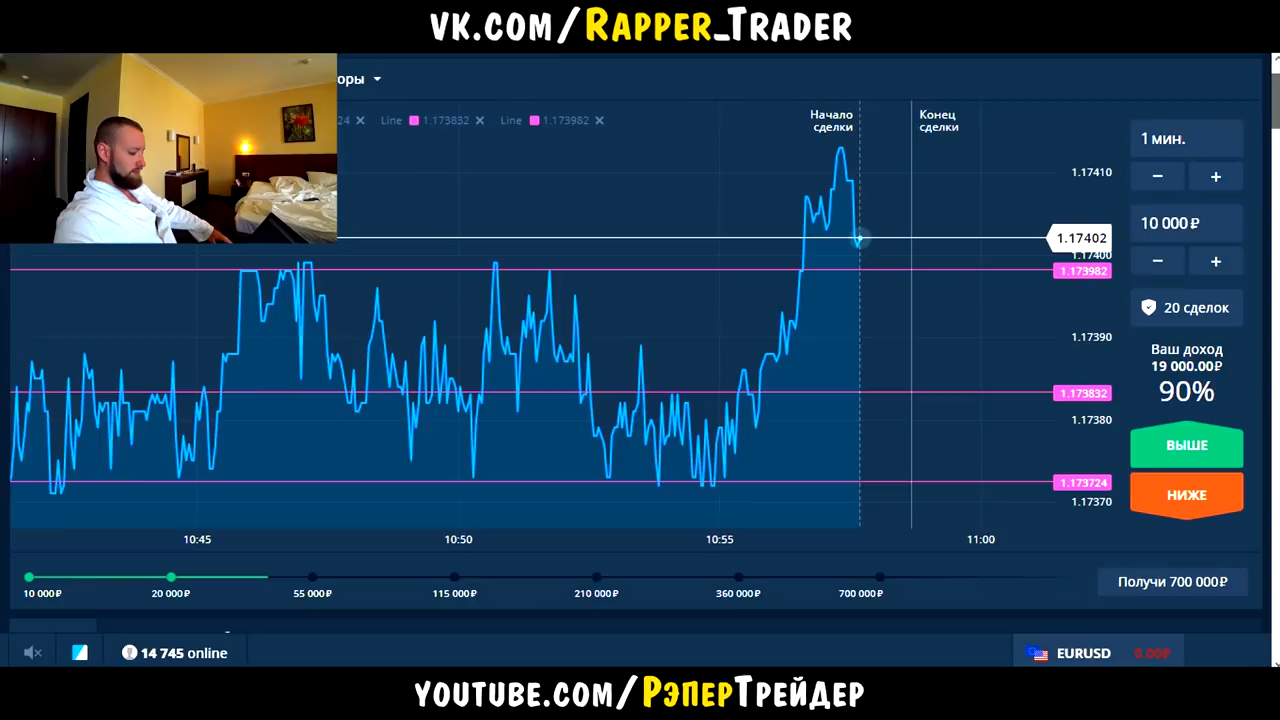 vk.com/Rapper_Trader
оры
24 × Line 1.173832 × Line 1.173982 ×
Начало
сделки
Конец
сделки
1 мин.
− +
10 000 ₽
− +
20 сделок
Ваш доход
19 000.00₽
90%
ВЫШЕ
НИЖЕ
1.17410
1.17402
1.17400
1.173982
1.17390
1.173832
1.17380
1.173724
1.17370
10:45 10:50 10:55 11:00
10 000₽ 20 000₽ 55 000₽ 115 000₽ 210 000₽ 360 000₽ 700 000₽
Получи 700 000₽
14 745 online
EURUSD 0.00₽
youtube.com/РэперТрейдер